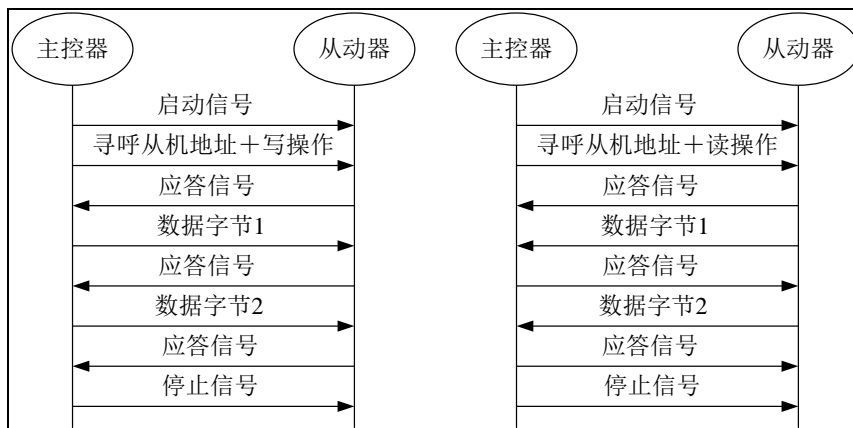 主控器
从动器
启动信号
寻呼从机地址＋写操作
应答信号
数据字节1
应答信号
数据字节2
应答信号
停止信号
主控器
从动器
启动信号
寻呼从机地址＋读操作
应答信号
数据字节1
应答信号
数据字节2
应答信号
停止信号